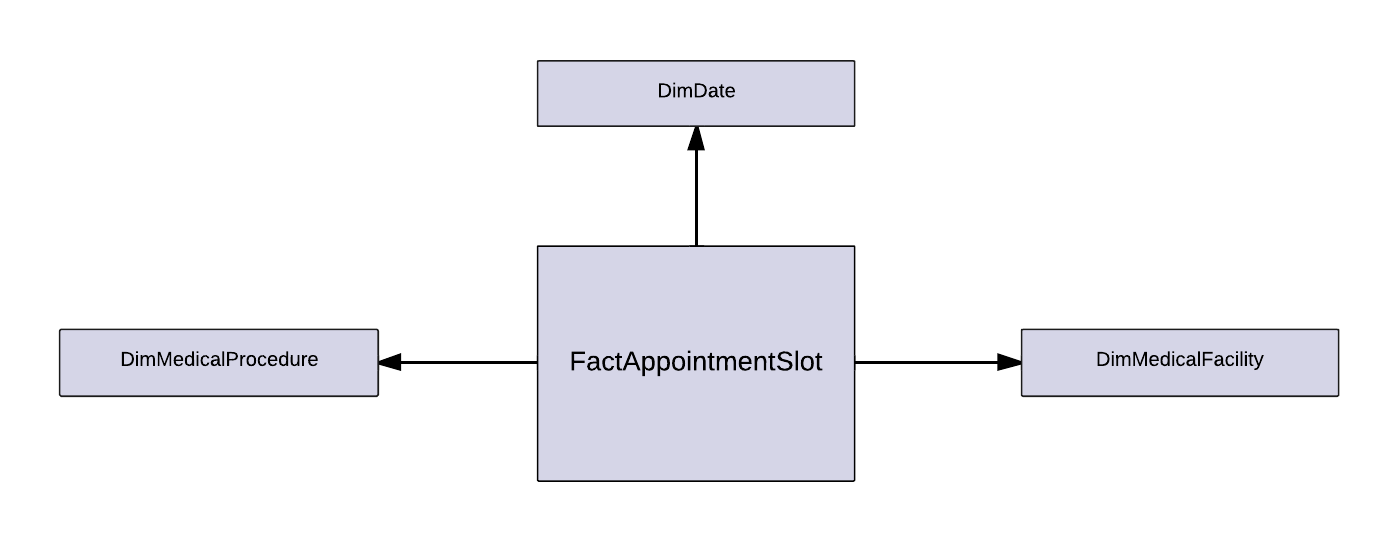 DimDate
DimMedicalProcedure
FactAppointmentSlot
DimMedicalFacility